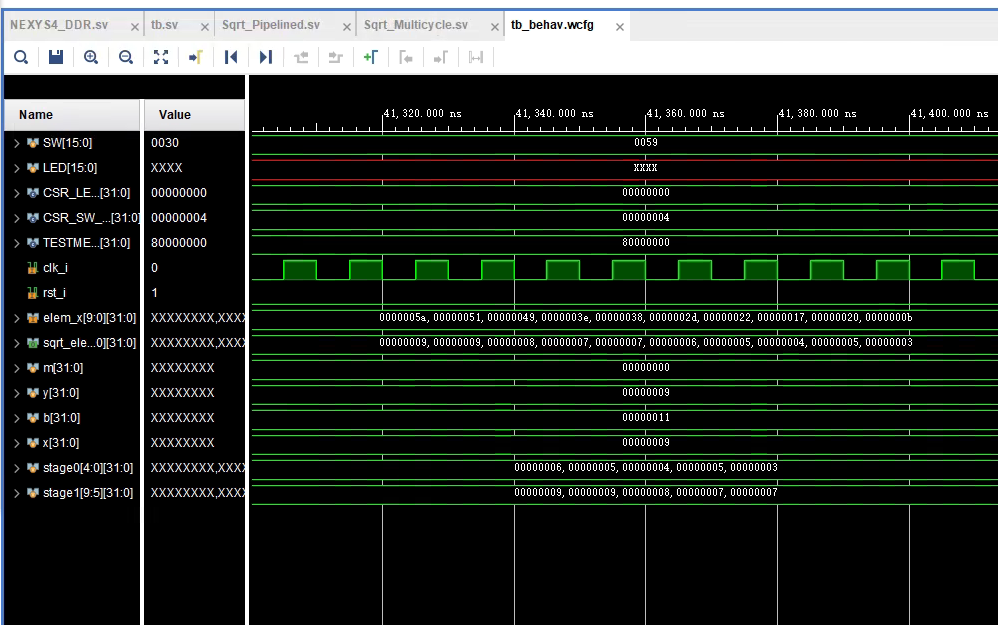 NEXYS4_DDR.sv × tb.sv × Sqrt_Pipelined.sv × Sqrt_Multicycle.sv × tb_behav.wcfg ×
Name Value 41,320.000 ns 41,340.000 ns 41,360.000 ns 41,380.000 ns 41,400.000 ns
SW[15:0] 0030 0059
LED[15:0] XXXX XXXX
CSR_LE...[31:0] 00000000 00000000
CSR_SW_...[31:0] 00000004 00000004
TESTME...[31:0] 80000000 80000000
clk_i 0
rst_i 1
elem_x[9:0][31:0] XXXXXXXX,XXXX 0000005a, 00000051, 00000049, 0000003e, 00000038, 0000002d, 00000022, 00000017, 00000020, 0000000b
sqrt_ele...0][31:0] XXXXXXXX,XXXX 00000009, 00000009, 00000008, 00000007, 00000007, 00000006, 00000005, 00000004, 00000005, 00000003
m[31:0] XXXXXXXX 00000000
y[31:0] XXXXXXXX 00000009
b[31:0] XXXXXXXX 00000011
x[31:0] XXXXXXXX 00000009
stage0[4:0][31:0] XXXXXXXX,XXXX 00000006, 00000005, 00000004, 00000005, 00000003
stage1[9:5][31:0] XXXXXXXX,XXXX 00000009, 00000009, 00000008, 00000007, 00000007